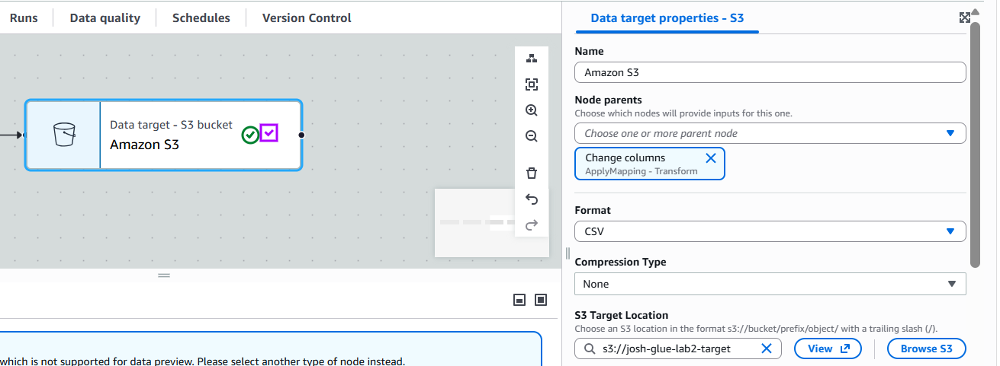 Runs
Data quality
Schedules
Version Control
Data target properties - S3
Name
Amazon S3
Node parents
Choose which nodes will provide inputs for this one.
Choose one or more parent node
Change columns
ApplyMapping - Transform
Format
CSV
Compression Type
None
S3 Target Location
Choose an S3 location in the format s3://bucket/prefix/object/ with a trailing slash (/).
s3://josh-glue-lab2-target
View
Browse S3
Data target - S3 bucket
Amazon S3
which is not supported for data preview. Please select another type of node instead.